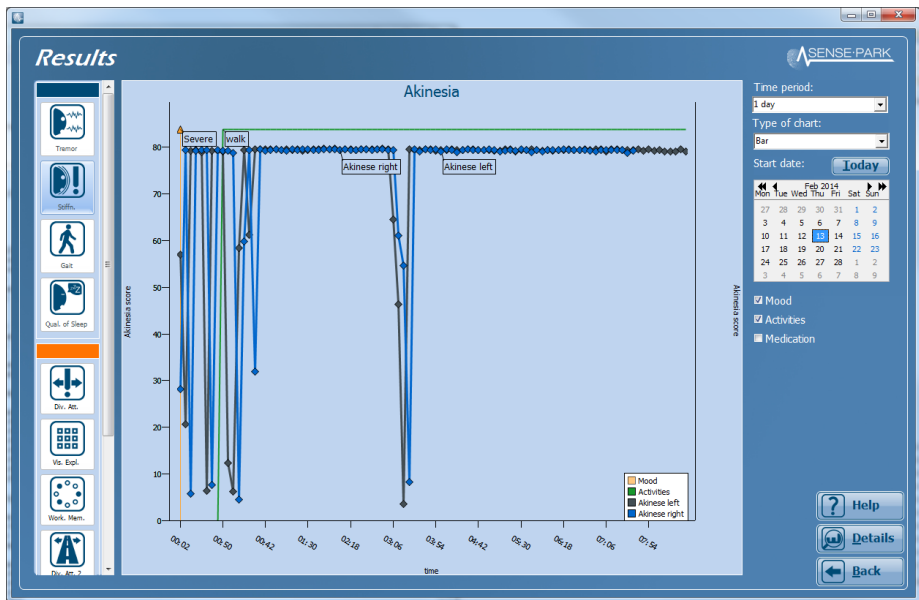 Results
SENSE·PARK
Tremor
Soffn.
Gait
Qual. of Sleep
Div. Att.
Vis. Expl.
Work. Mem.
Div. Att. 2
Akinesia
Severe
walk
Akinese right
Akinese left
80
70
60
50
40
30
20
10
0
Akinesia score
Akinesia score
00:02
00:50
00:42
01:30
02:18
03:06
03:54
04:42
05:30
06:18
07:06
07:54
time
Mood
Activities
Akinese left
Akinese right
Time period:
1 day
Type of chart:
Bar
Start date:
Today
Feb 2014
Mon Tue Wed Thu Fri Sat Sun
27 28 29 30 31 1 2
3 4 5 6 7 8 9
10 11 12 13 14 15 16
17 18 19 20 21 22 23
24 25 26 27 28 1 2
3 4 5 6 7 8 9
Mood
Activities
Medication
Help
Details
Back